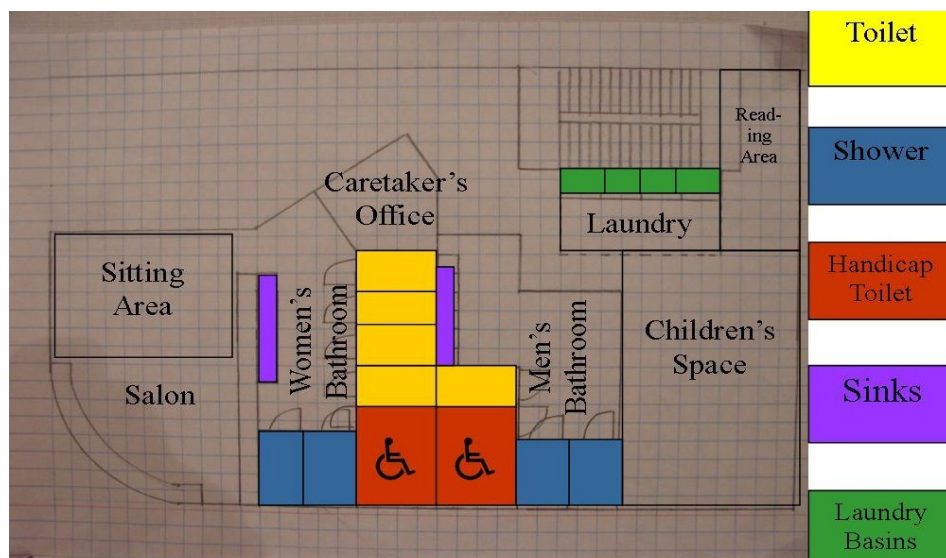 Toilet
Shower
Handicap
Toilet
Sinks
Laundry
Basins
Read-
ing
Area
Caretaker's
Office
Laundry
Sitting
Area
Women's
Bathroom
Men's
Bathroom
Children's
Space
Salon